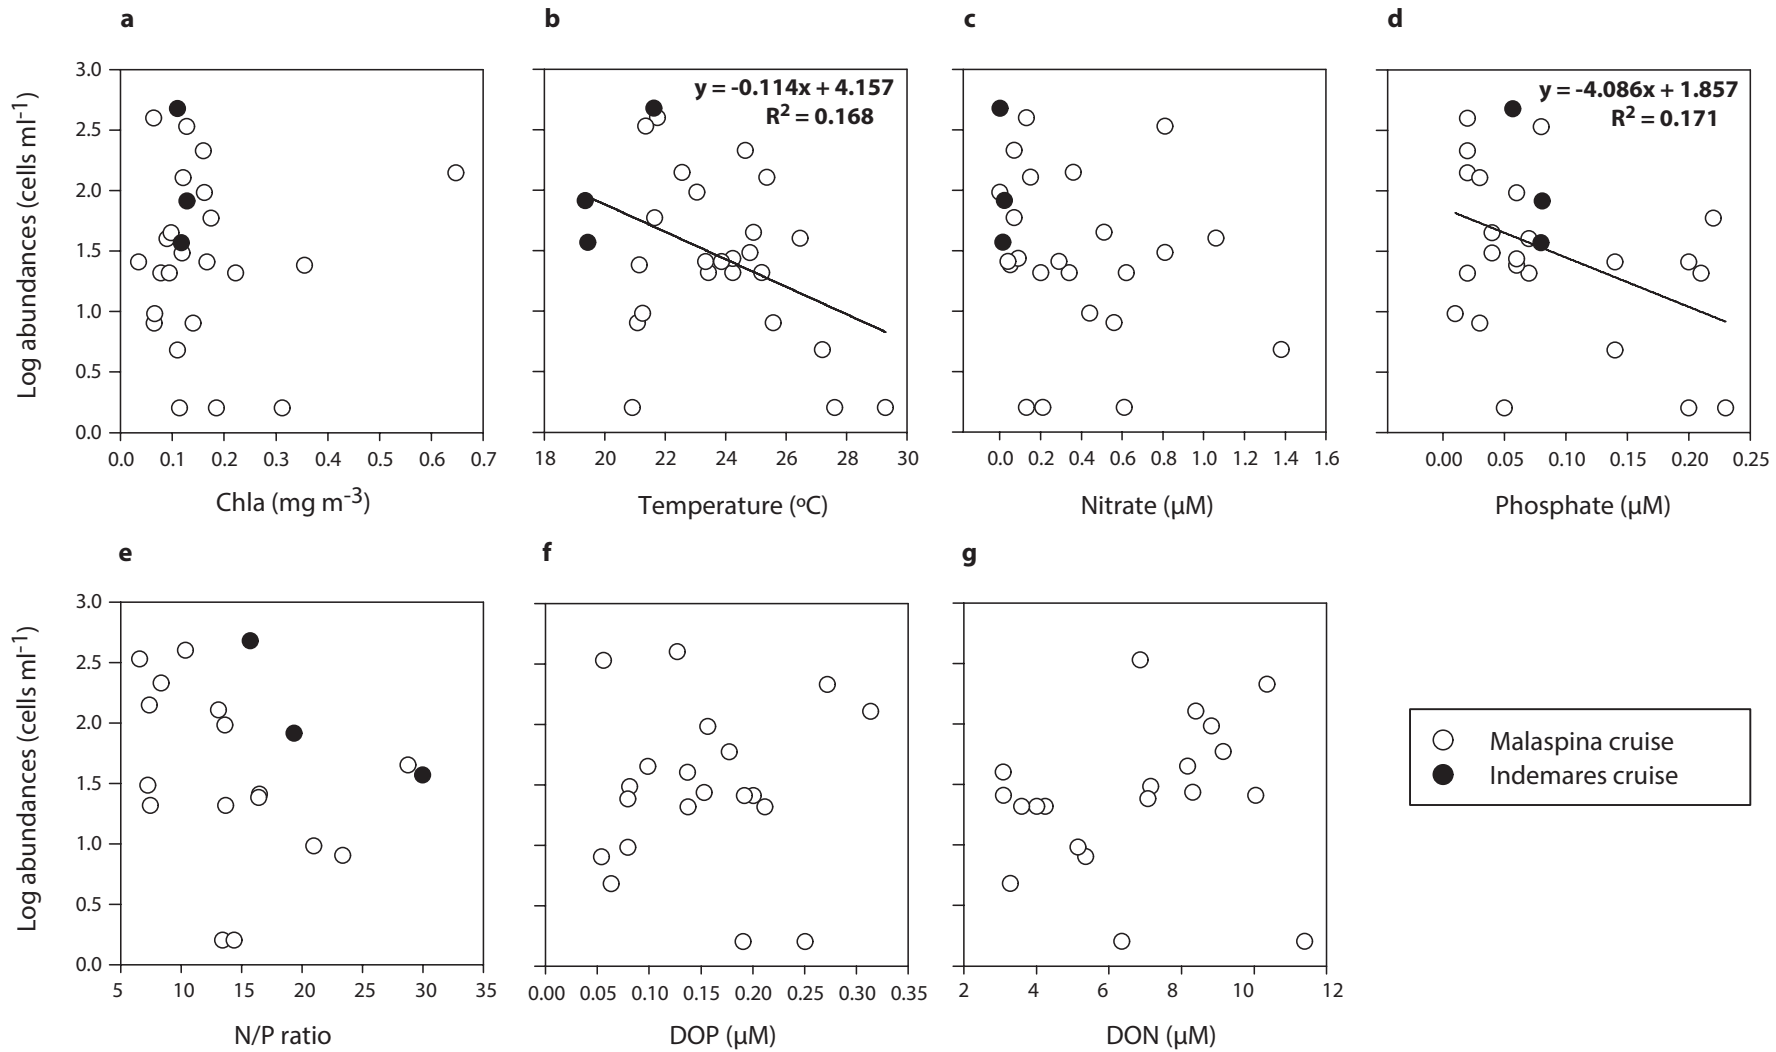 a
b
c
d
Log abundances (cells ml-1)
3.0
2.5
2.0
1.5
1.0
0.5
0.0
y = -0.114x + 4.157
R2 = 0.168
y = -4.086x + 1.857
R2 = 0.171
0.0 0.1 0.2 0.3 0.4 0.5 0.6 0.7
18 20 22 24 26 28 30
0.0 0.2 0.4 0.6 0.8 1.0 1.2 1.4 1.6
0.00 0.05 0.10 0.15 0.20 0.25
Chla (mg m-3)
Temperature (ºC)
Nitrate (µM)
Phosphate (µM)
e
f
g
Log abundances (cells ml-1)
3.0
2.5
2.0
1.5
1.0
0.5
0.0
5 10 15 20 25 30 35
0.00 0.05 0.10 0.15 0.20 0.25 0.30 0.35
2 4 6 8 10 12
N/P ratio
DOP (µM)
DON (µM)
Malaspina cruise
Indemares cruise